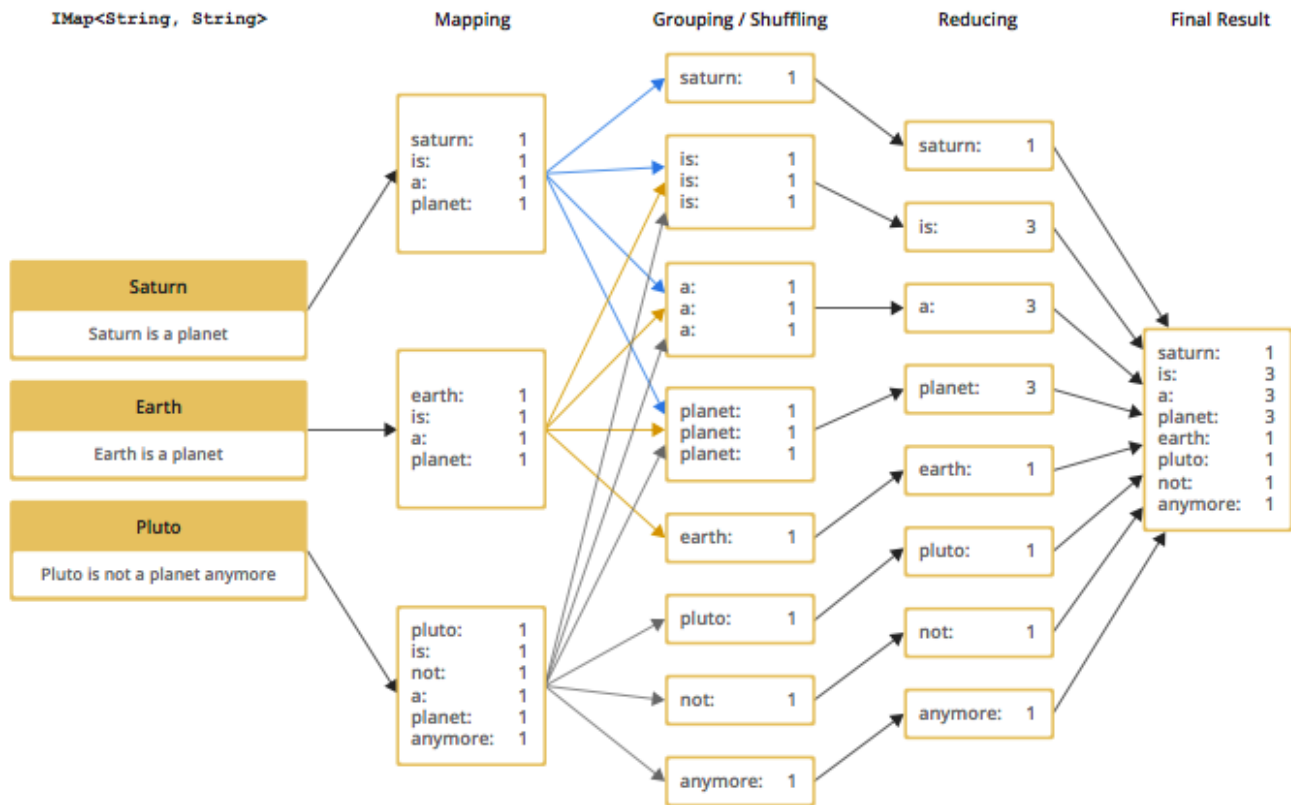 IMap<String, String>
Mapping
Grouping / Shuffling
Reducing
Final Result
Saturn
Saturn is a planet
Earth
Earth is a planet
Pluto
Pluto is not a planet anymore
saturn: 1
is: 1
a: 1
planet: 1
earth: 1
is: 1
a: 1
planet: 1
pluto: 1
is: 1
not: 1
a: 1
planet: 1
anymore: 1
saturn: 1
is: 1
is: 1
is: 1
a: 1
a: 1
a: 1
planet: 1
planet: 1
planet: 1
earth: 1
pluto: 1
not: 1
anymore: 1
saturn: 1
is: 3
a: 3
planet: 3
earth: 1
pluto: 1
not: 1
anymore: 1
saturn: 1
is: 3
a: 3
planet: 3
earth: 1
pluto: 1
not: 1
anymore: 1